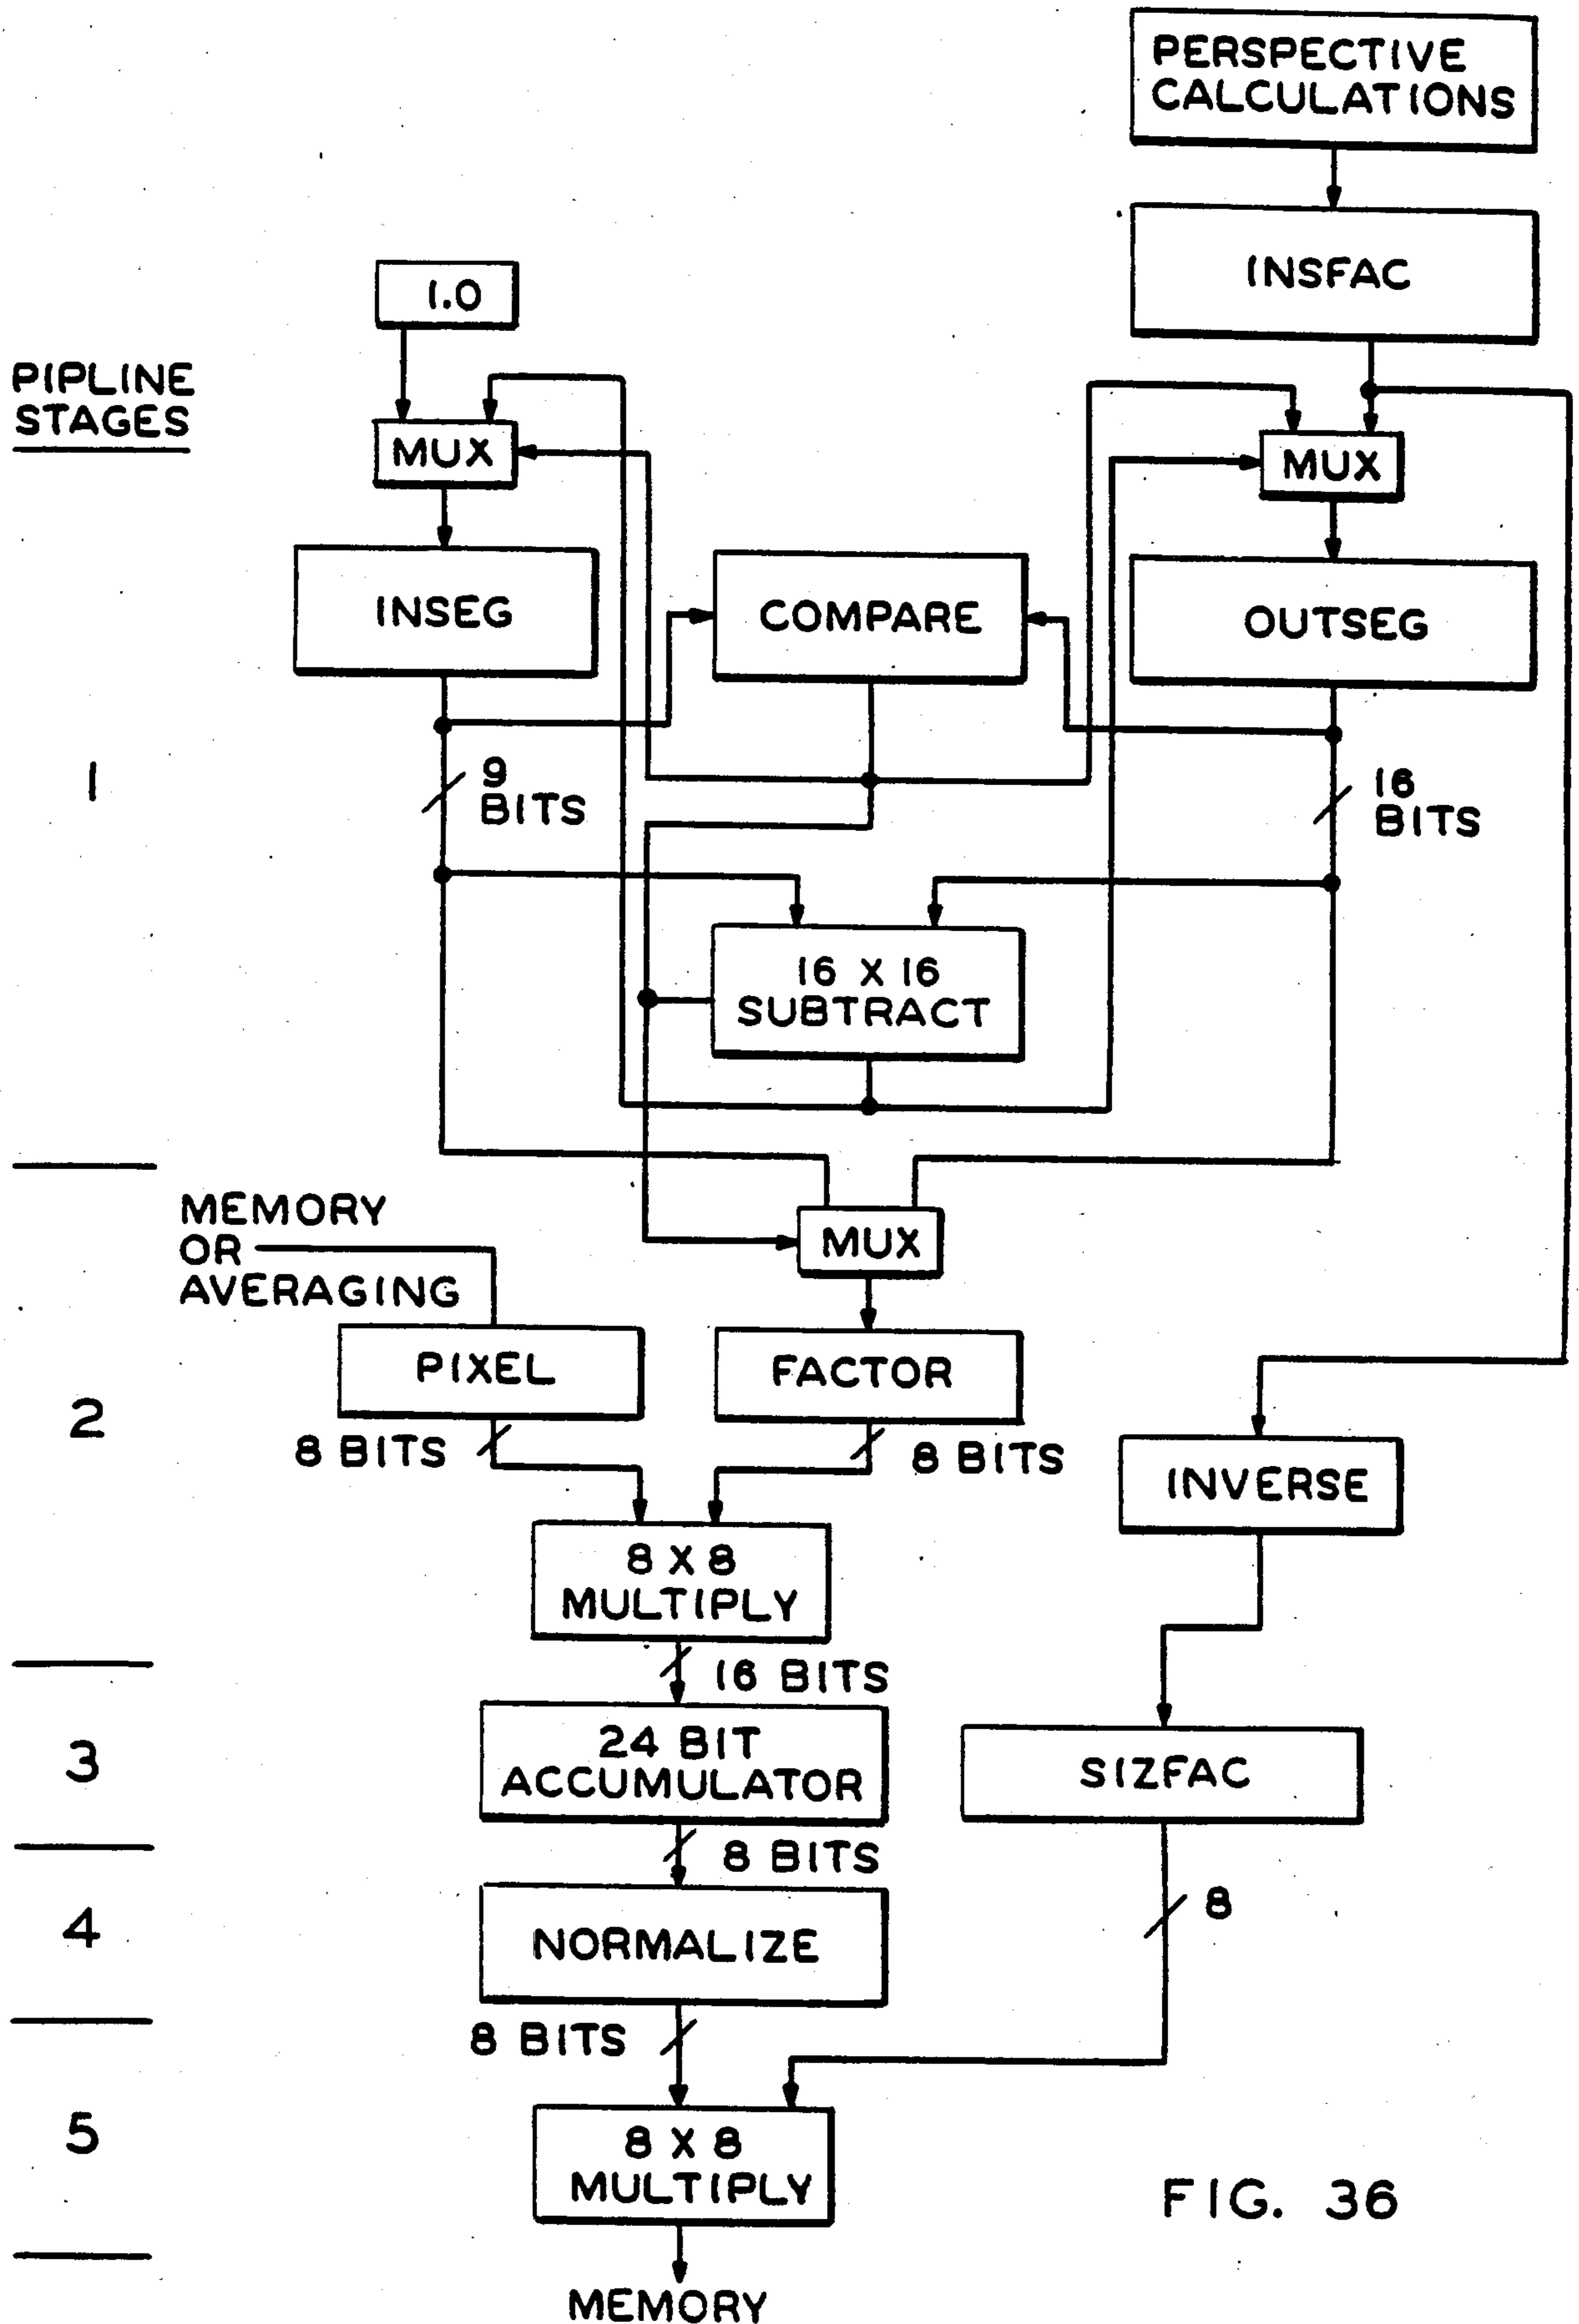 PERSPECTIVE
CALCULATIONS
INSFAC
1.0
PIPLINE
STAGES
MUX
MUX
INSEG
COMPARE
OUTSEG
1
9
BITS
16
BITS
16 X 16
SUBTRACT
MEMORY
OR
AVERAGING
MUX
PIXEL
FACTOR
2
8 BITS
8 BITS
INVERSE
8 X 8
MULTIPLY
16 BITS
3
24 BIT
ACCUMULATOR
SIZFAC
8 BITS
4
NORMALIZE
8
8 BITS
5
8 X 8
MULTIPLY
FIG. 36
MEMORY